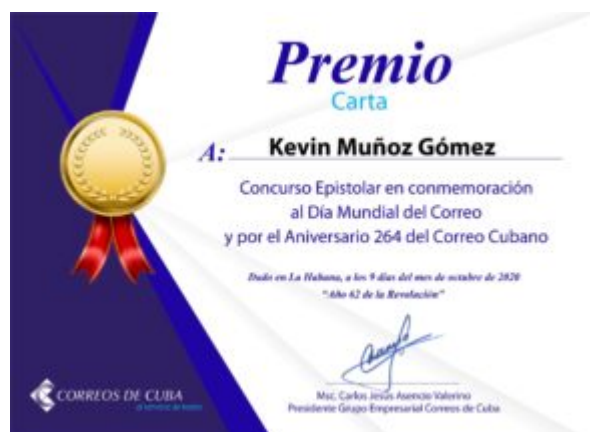 Premio
Carta
A: Kevin Muñoz Gómez
Concurso Epistolar en conmemoración
al Día Mundial del Correo
y por el Aniversario 264 del Correo Cubano
Dado en La Habana, a los 9 días del mes de octubre de 2020
"Año 62 de la Revolución"
Msc. Carlos Jesús Asencio Valerino
Presidente Grupo Empresarial Correos de Cuba
CORREOS DE CUBA